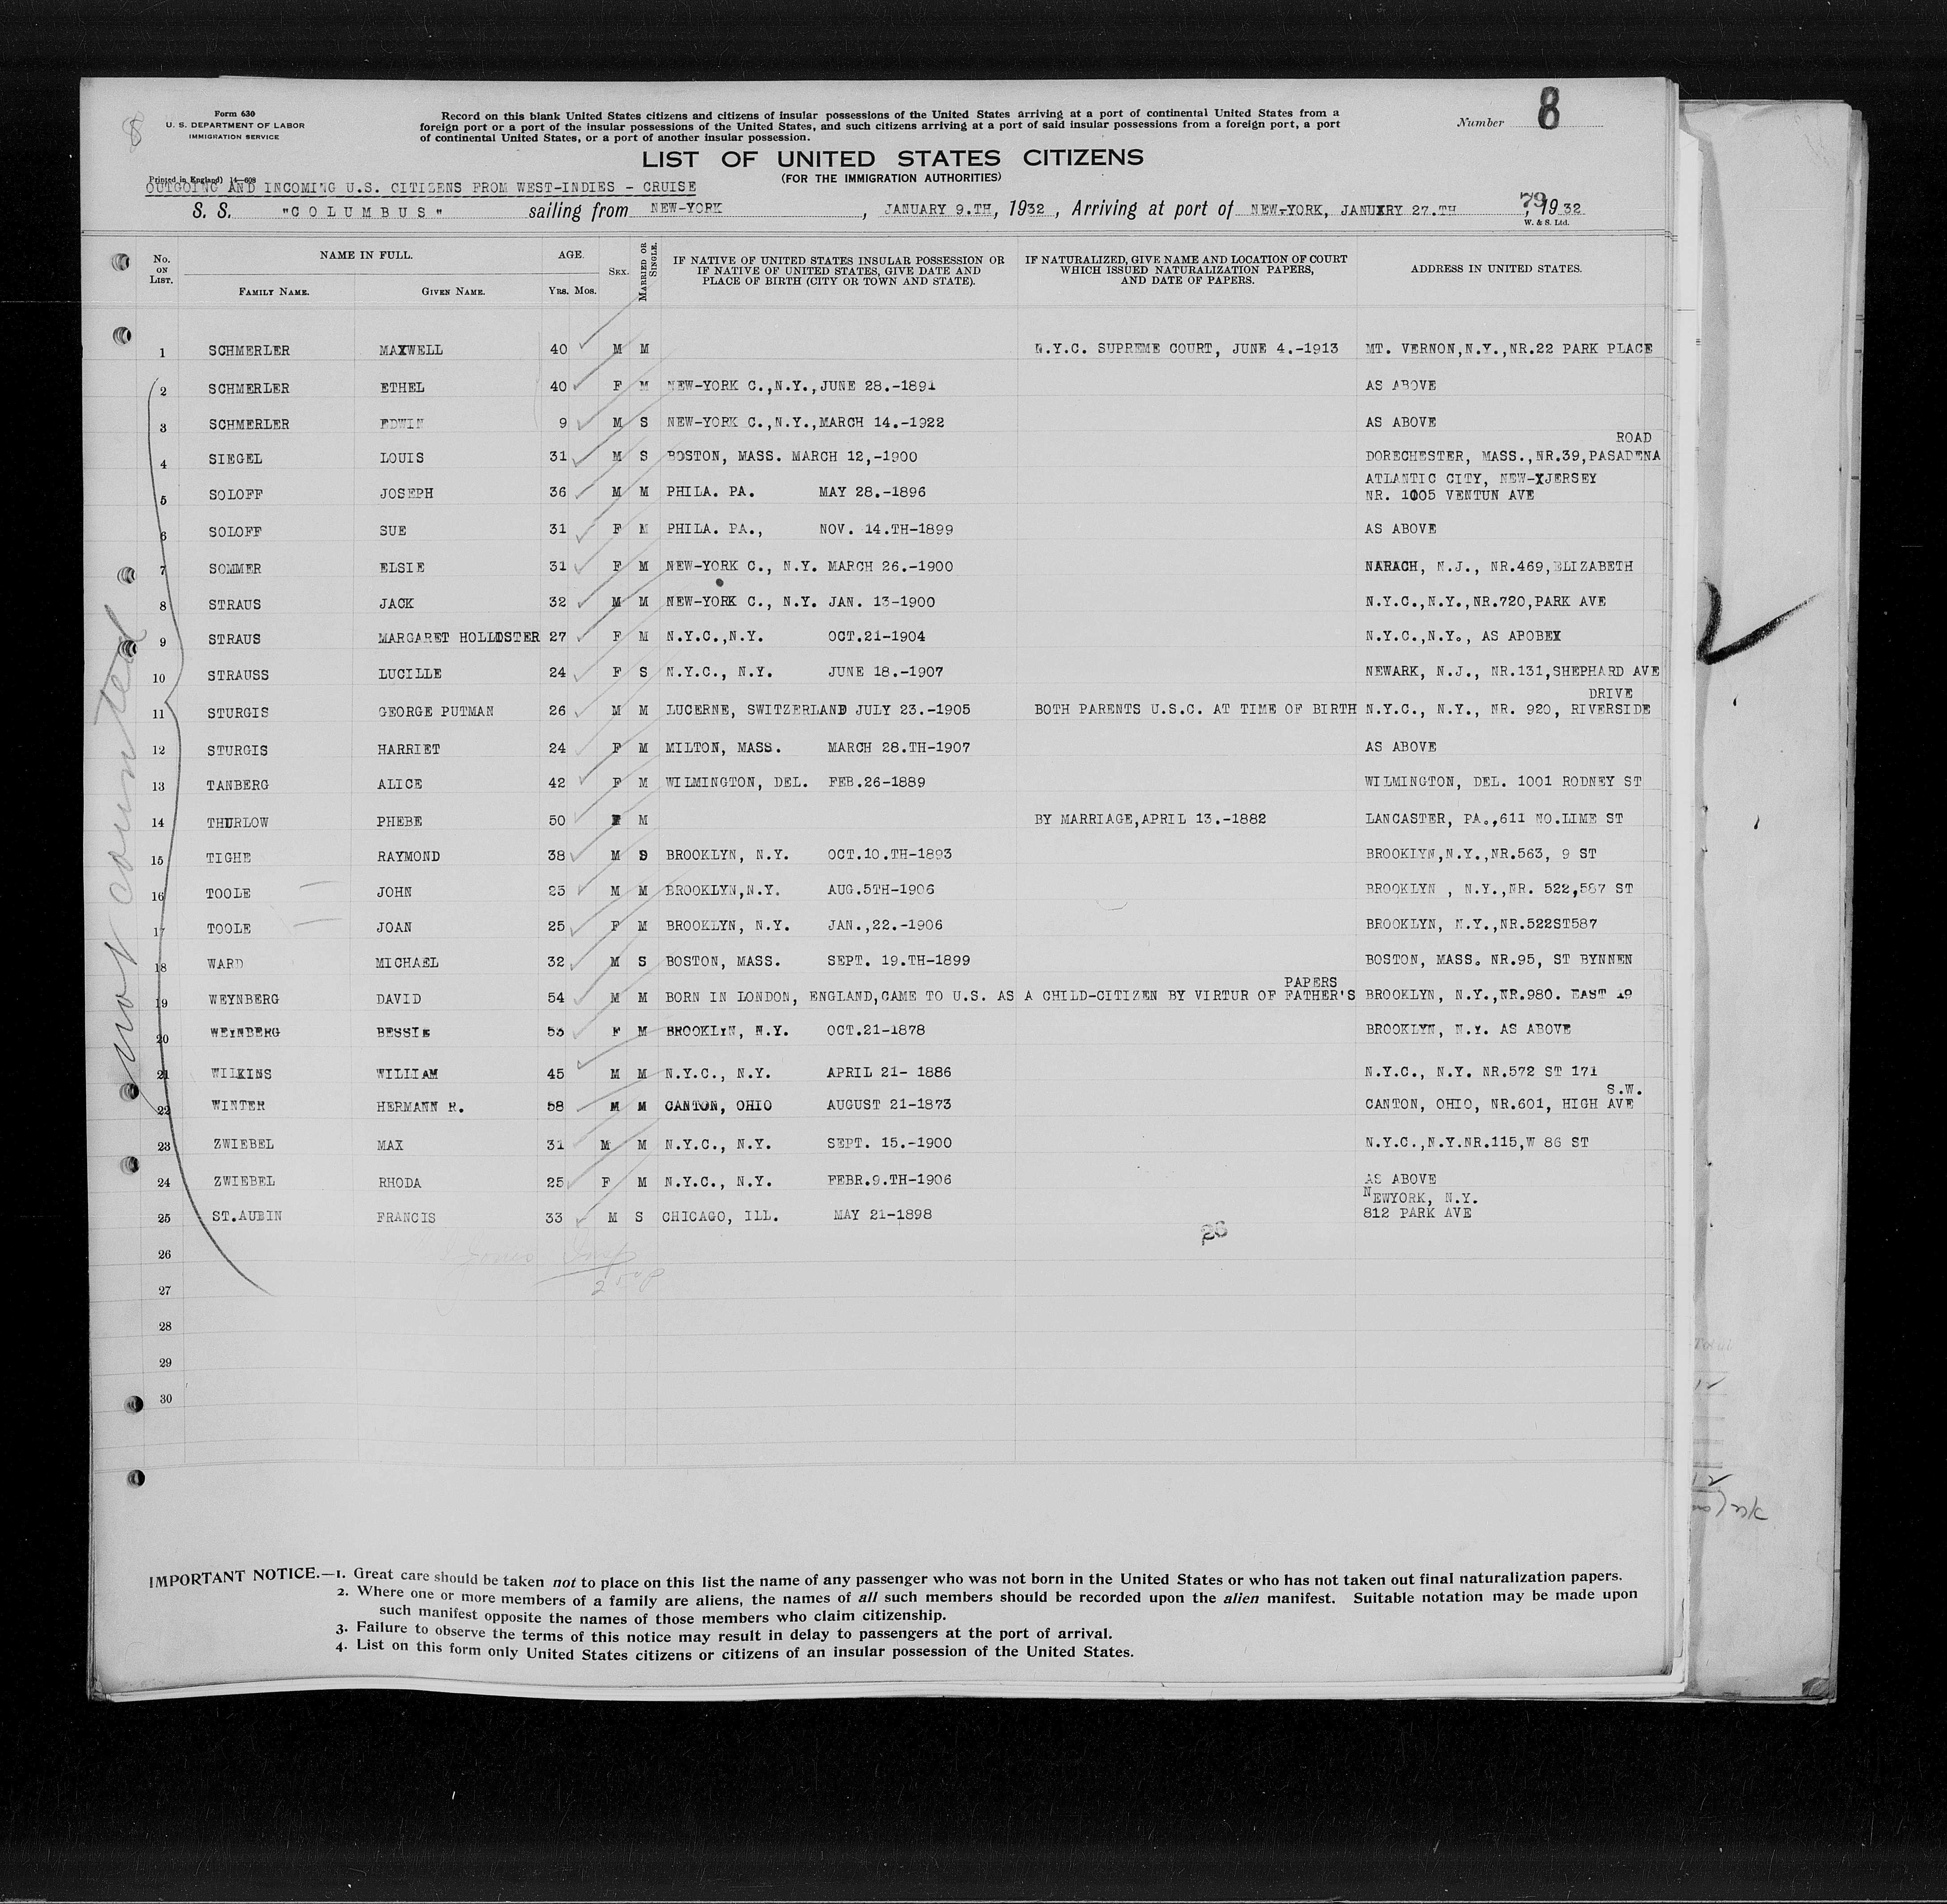 Form 630
U. S. DEPARTMENT OF LABOR
IMMIGRATION SERVICE
Record on this blank United States citizens and citizens of insular possessions of the United States arriving at a port of continental United States from a
foreign port or a port of the insular possessions of the United States, and such citizens arriving at a port of said insular possessions from a foreign port, a port
of continental United States, or a port of another insular possession.
Number 8
8
LIST OF UNITED STATES CITIZENS
(FOR THE IMMIGRATION AUTHORITIES)
Printed in England) 14—608
OUTGOING AND INCOMING U.S. CITIZENS FROM WEST-INDIES - CRUISE
79
S. S. "COLUMBUS" sailing from NEW-YORK, JANUARY 9.TH, 1932, Arriving at port of NEW-YORK, JANUXRY 27.TH, 1932
W. & S. Ltd.
No. ON LIST. NAME IN FULL. AGE. SEX. MARRIED OR SINGLE. IF NATIVE OF UNITED STATES INSULAR POSSESSION OR IF NATIVE OF UNITED STATES, GIVE DATE AND PLACE OF BIRTH (CITY OR TOWN AND STATE). IF NATURALIZED, GIVE NAME AND LOCATION OF COURT WHICH ISSUED NATURALIZATION PAPERS, AND DATE OF PAPERS. ADDRESS IN UNITED STATES.
FAMILY NAME. GIVEN NAME. Yrs. Mos.
1 SCHMERLER MAXWELL 40 M M N.Y.C. SUPREME COURT, JUNE 4.-1913 MT. VERNON,N.Y.,NR.22 PARK PLACE
2 SCHMERLER ETHEL 40 F M NEW-YORK C.,N.Y.,JUNE 28.-1891 AS ABOVE
3 SCHMERLER EDWIN 9 M S NEW-YORK C.,N.Y.,MARCH 14.-1922 AS ABOVE
ROAD
4 SIEGEL LOUIS 31 M S BOSTON, MASS. MARCH 12,-1900 DORECHESTER, MASS.,NR.39,PASADENA
ATLANTIC CITY, NEW-XJERSEY
5 SOLOFF JOSEPH 36 M M PHILA. PA. MAY 28.-1896 NR. 1005 VENTUN AVE
6 SOLOFF SUE 31 F M PHILA. PA., NOV. 14.TH-1899 AS ABOVE
7 SOMMER ELSIE 31 F M NEW-YORK C., N.Y. MARCH 26.-1900 NARACH, N.J., NR.469,ELIZABETH
8 STRAUS JACK 32 M M NEW-YORK C., N.Y. JAN. 13-1900 N.Y.C.,N.Y.,NR.720,PARK AVE
9 STRAUS MARGARET HOLLISTER 27 F M N.Y.C.,N.Y. OCT.21-1904 N.Y.C.,N.Y., AS APOBEX
10 STRAUSS LUCILLE 24 F S N.Y.C., N.Y. JUNE 18.-1907 NEWARK, N.J., NR.131,SHEPHARD AVE
DRIVE
11 STURGIS GEORGE PUTMAN 26 M M LUCERNE, SWITZERLAND JULY 23.-1905 BOTH PARENTS U.S.C. AT TIME OF BIRTH N.Y.C., N.Y., NR. 920, RIVERSIDE
12 STURGIS HARRIET 24 F M MILTON, MASS. MARCH 28.TH-1907 AS ABOVE
13 TANBERG ALICE 42 F M WILMINGTON, DEL. FEB.26-1889 WILMINGTON, DEL. 1001 RODNEY ST
14 THURLOW PHEBE 50 F M BY MARRIAGE,APRIL 13.-1882 LANCASTER, PA.,611 NO.LIME ST
15 TIGHE RAYMOND 38 M S BROOKLYN, N.Y. OCT.10.TH-1893 BROOKIYN,N.Y.,NR.563, 9 ST
16 TOOLE JOHN 25 M M BROOKLYN,N.Y. AUG.5TH-1906 BROOKLYN , N.Y.,NR. 522,587 ST
17 TOOLE JOAN 25 F M BROOKLYN, N.Y. JAN.,22.-1906 BROOKLYN, N.Y.,NR.522ST587
18 WARD MICHAEL 32 M S BOSTON, MASS. SEPT. 19.TH-1899 BOSTON, MASS. NR.95, ST BYNNEN
PAPERS
19 WEYNBERG DAVID 54 M M BORN IN LONDON, ENGLAND,CAME TO U.S. AS A CHILD-CITIZEN BY VIRTUR OF FATHER'S BROOKLYN, N.Y.,NR.980. EAST 19
20 WEINBERG BESSIE 53 F M BROOKLIN, N.Y. OCT.21-1878 BROOKLYN, N.Y. AS ABOVE
21 WILKINS WILIIAM 45 M M N.Y.C., N.Y. APRIL 21- 1886 N.Y.C., N.Y. NR.572 ST 171
S.W.
22 WINTER HERMANN R. 58 M M CANTON, OHIO AUGUST 21-1873 CANTON, OHIO, NR.601, HIGH AVE
23 ZWIEBEL MAX 31 M M N.Y.C., N.Y. SEPT. 15.-1900 N.Y.C.,N.Y.NR.115,W 86 ST
24 ZWIEBEL RHODA 25 F M N.Y.C., N.Y. FEBR.9.TH-1906 AS ABOVE
NEWYORK, N.Y.
25 ST.AUBIN FRANCIS 33 M S CHICAGO, ILL. MAY 21-1898 812 PARK AVE
26
26
27
28
29
30
not counted
IMPORTANT NOTICE.—1. Great care should be taken not to place on this list the name of any passenger who was not born in the United States or who has not taken out final naturalization papers.
2. Where one or more members of a family are aliens, the names of all such members should be recorded upon the alien manifest. Suitable notation may be made upon
such manifest opposite the names of those members who claim citizenship.
3. Failure to observe the terms of this notice may result in delay to passengers at the port of arrival.
4. List on this form only United States citizens or citizens of an insular possession of the United States.